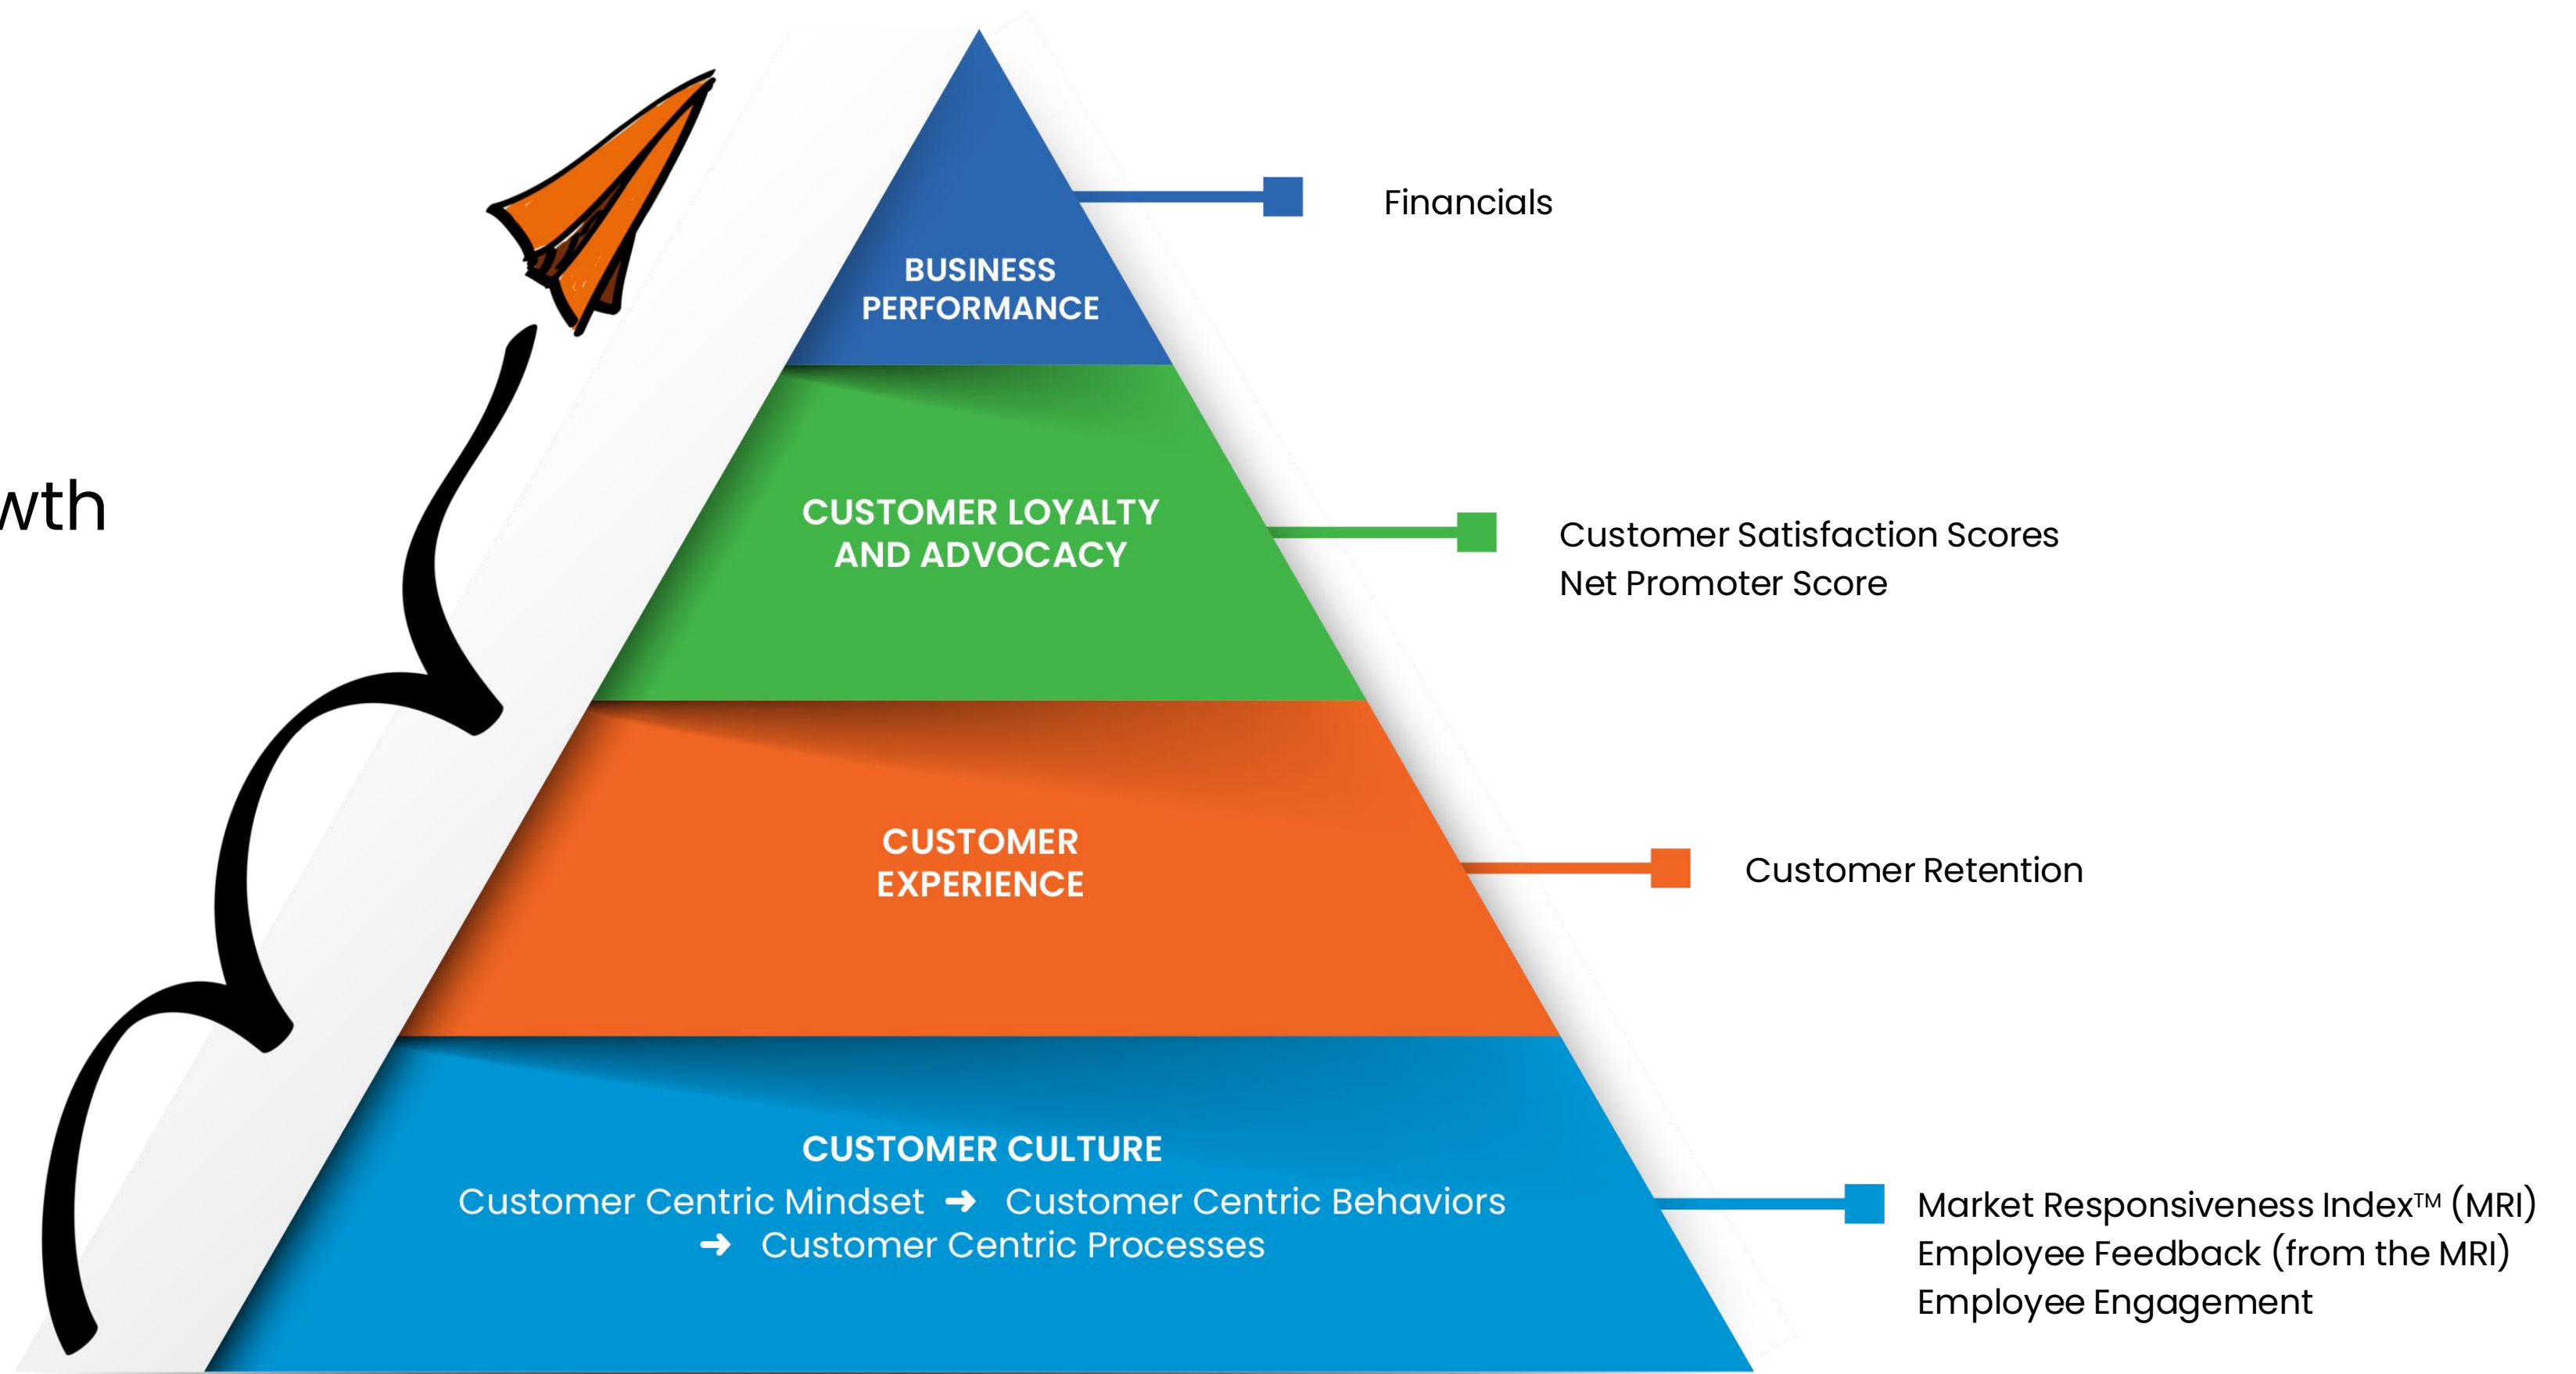 Financials
BUSINESS
PERFORMANCE
wth
CUSTOMER LOYALTY
AND ADVOCACY
Customer Satisfaction Scores
Net Promoter Score
CUSTOMER
EXPERIENCE
Customer Retention
CUSTOMER CULTURE
Customer Centric Mindset ➜ Customer Centric Behaviors
➜ Customer Centric Processes
Market Responsiveness Index™ (MRI)
Employee Feedback (from the MRI)
Employee Engagement